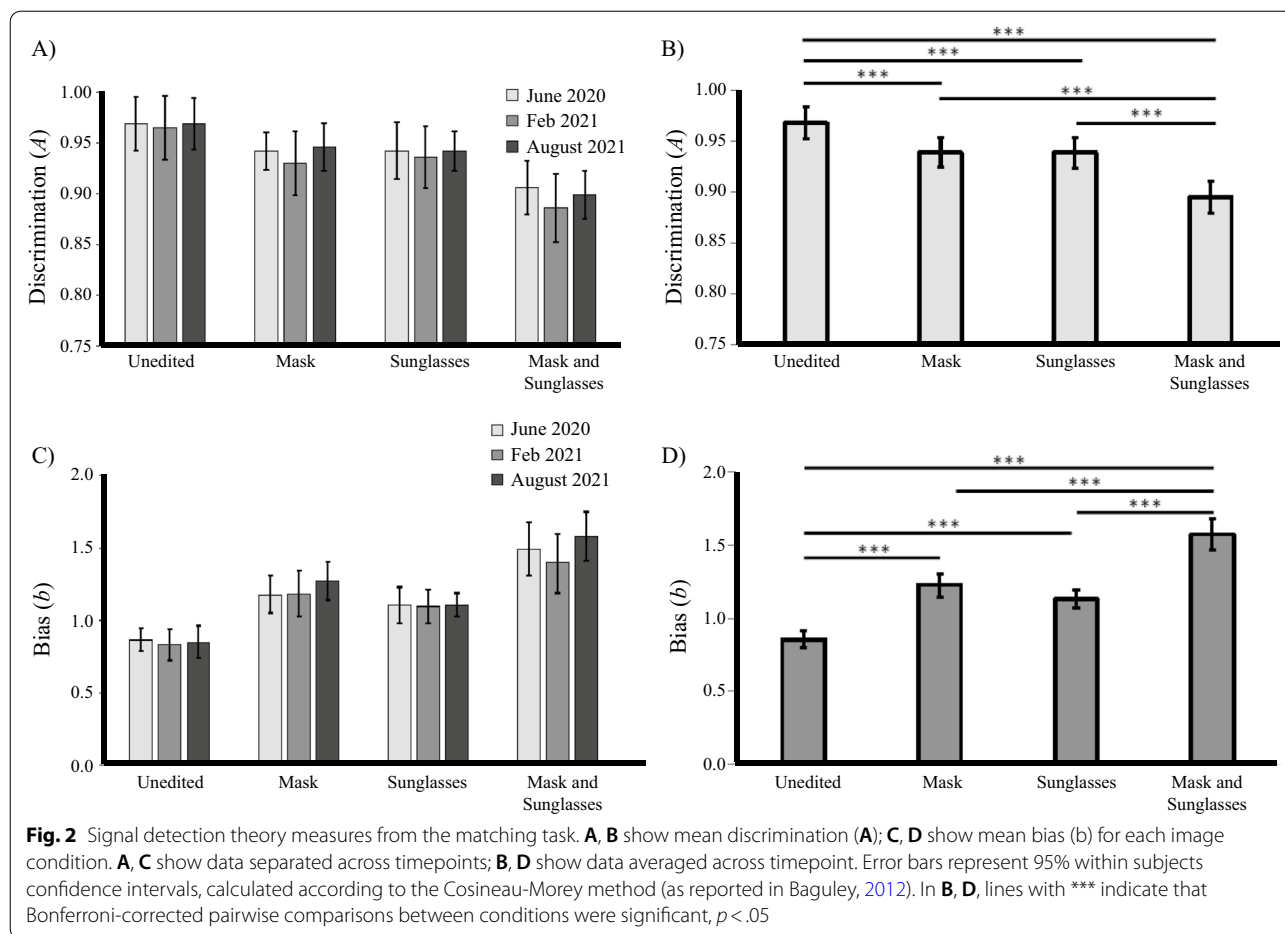 A)
1.00
0.95
0.90
0.85
0.80
0.75
Discrimination (A)
June 2020
Feb 2021
August 2021
Unedited
Mask
Sunglasses
Mask and
Sunglasses
B)
1.00
0.95
0.90
0.85
0.80
0.75
Discrimination (A)
***
***
***
***
***
Unedited
Mask
Sunglasses
Mask and
Sunglasses
C)
2.0
1.5
1.0
0.5
0.0
Bias (b)
June 2020
Feb 2021
August 2021
Unedited
Mask
Sunglasses
Mask and
Sunglasses
D)
2.0
1.5
1.0
0.5
0.0
Bias (b)
***
***
***
***
***
Unedited
Mask
Sunglasses
Mask and
Sunglasses
Fig. 2 Signal detection theory measures from the matching task. A, B show mean discrimination (A); C, D show mean bias (b) for each image
condition. A, C show data separated across timepoints; B, D show data averaged across timepoint. Error bars represent 95% within subjects
confidence intervals, calculated according to the Cosineau-Morey method (as reported in Baguley, 2012). In B, D, lines with *** indicate that
Bonferroni-corrected pairwise comparisons between conditions were significant, p < .05